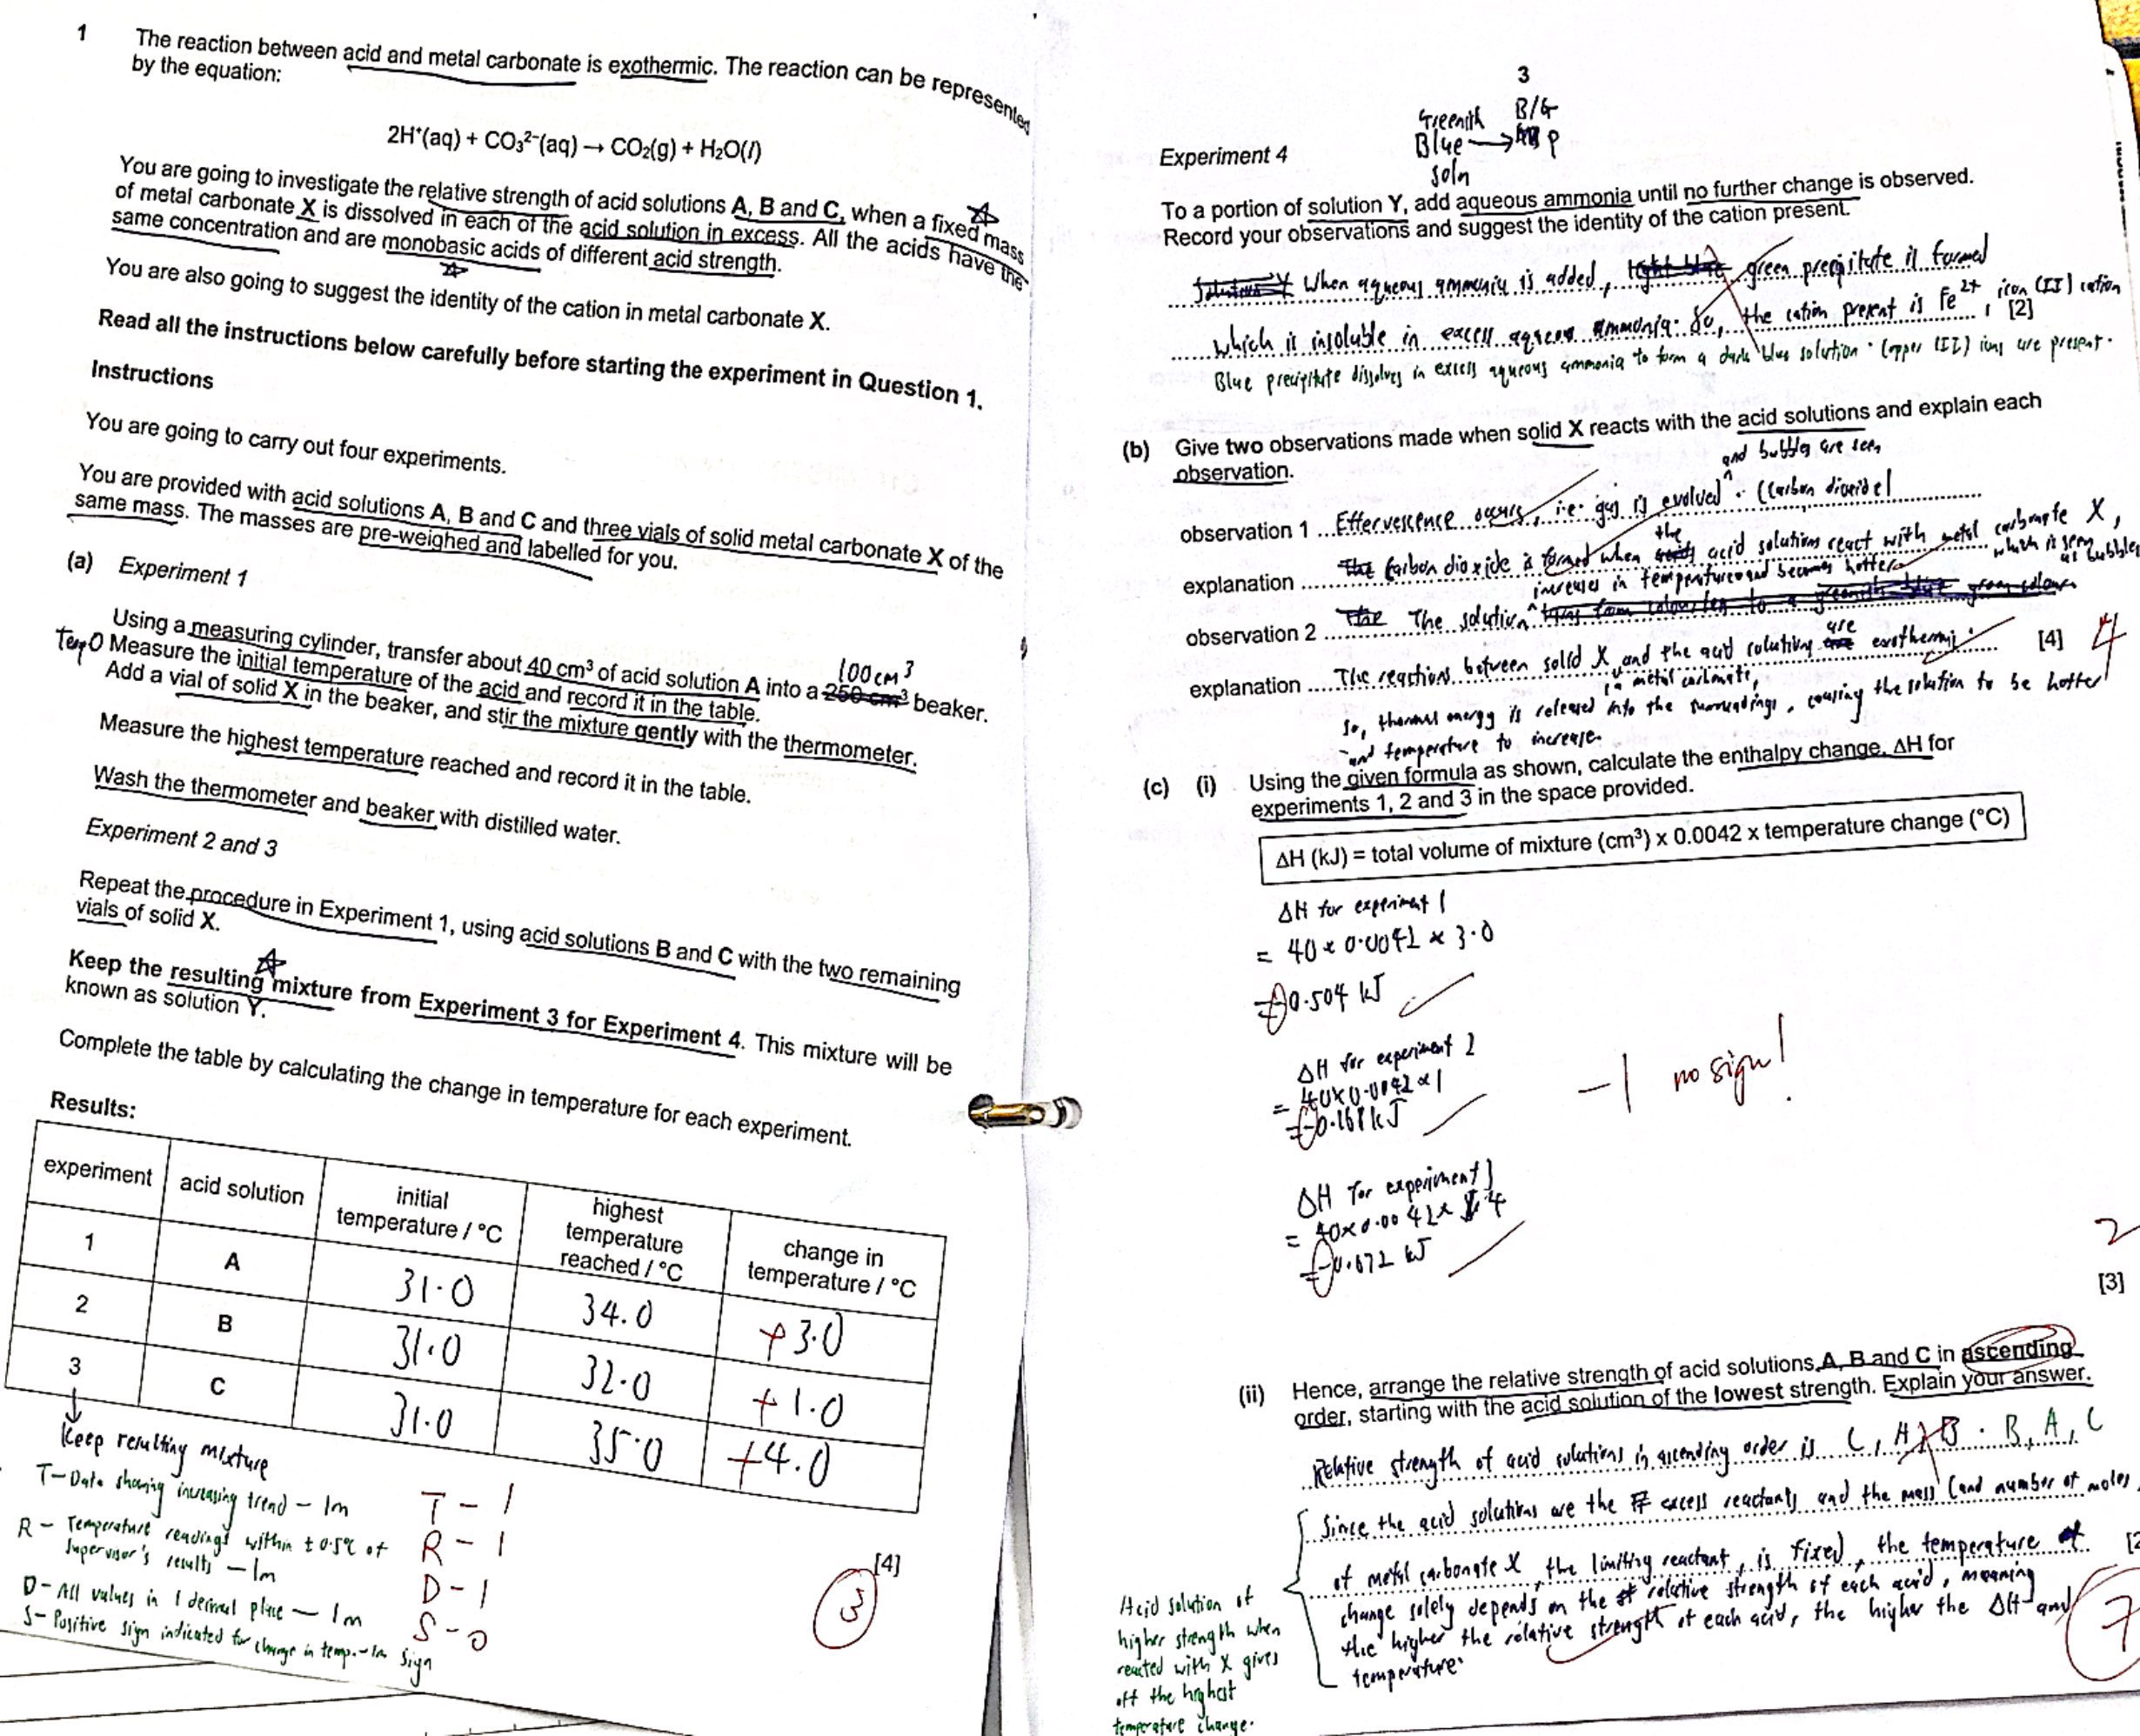 1 The reaction between acid and metal carbonate is exothermic. The reaction can be represented
by the equation:
2H⁺(aq) + CO₃²⁻(aq) → CO₂(g) + H₂O(l)
You are going to investigate the relative strength of acid solutions A, B and C, when a fixed mass
of metal carbonate X is dissolved in each of the acid solution in excess. All the acids have the
same concentration and are monobasic acids of different acid strength.
You are also going to suggest the identity of the cation in metal carbonate X.
Read all the instructions below carefully before starting the experiment in Question 1.
Instructions
You are going to carry out four experiments.
You are provided with acid solutions A, B and C and three vials of solid metal carbonate X of the
same mass. The masses are pre-weighed and labelled for you.
(a) Experiment 1
100cm³
Using a measuring cylinder, transfer about 40 cm³ of acid solution A into a 250 cm³ beaker.
Measure the initial temperature of the acid and record it in the table.
Add a vial of solid X in the beaker, and stir the mixture gently with the thermometer.
Measure the highest temperature reached and record it in the table.
Wash the thermometer and beaker with distilled water.
Experiment 2 and 3
Repeat the procedure in Experiment 1, using acid solutions B and C with the two remaining
vials of solid X.
Keep the resulting mixture from Experiment 3 for Experiment 4. This mixture will be
known as solution Y.
Complete the table by calculating the change in temperature for each experiment.
Results:
experiment acid solution initial temperature / °C highest temperature reached / °C change in temperature / °C
1 A 31.0 34.0 +3.0
2 B 31.0 32.0 +1.0
3 C 31.0 35.0 +4.0
Keep resulting mixture
T - Data showing increasing trend - 1m
R - Temperature readings within ±0.5°C of
supervisor's results - 1m
D - All values in 1 decimal place - 1m
S - Positive sign indicated for change in temp. - 1m
T - 1
R - 1
D - 1
S - 0
sign
[4]
3
3
Greenish B/G
Blue → P
soln
Experiment 4
To a portion of solution Y, add aqueous ammonia until no further change is observed.
Record your observations and suggest the identity of the cation present.
When aqueous ammonia is added, green precipitate is formed
which is insoluble in excess aqueous ammonia. So, the cation present is Fe²⁺, iron (II) cation
[2]
Blue precipitate dissolves in excess aqueous ammonia to form a dark blue solution. Copper (II) ions are present.
(b) Give two observations made when solid X reacts with the acid solutions and explain each
observation.
and bubbles are seen
observation 1 Effervescence occurs, i.e. gas is evolved. (Carbon dioxide)
explanation The Carbon dioxide is formed when the acid solutions react with metal carbonate X,
which is seen as bubbles
increases in temperature and becomes hotter
observation 2 The solution
explanation The reactions between solid X and the acid solutions are exothermic.
[4] 4
a metal carbonate,
So, thermal energy is released into the surroundings, causing the solution to be hotter
and temperature to increase.
(c) (i) Using the given formula as shown, calculate the enthalpy change, ΔH for
experiments 1, 2 and 3 in the space provided.
ΔH (kJ) = total volume of mixture (cm³) x 0.0042 x temperature change (°C)
ΔH for experiment 1
= 40 x 0.0042 x 3.0
= -0.504 kJ
ΔH for experiment 2
= 40x0.0042x1
= -0.168kJ
-1 no sign!
ΔH for experiment 3
= 40x0.0042x 4
= -0.672 kJ
2
[3]
(ii) Hence, arrange the relative strength of acid solutions A, B and C in ascending
order, starting with the acid solution of the lowest strength. Explain your answer.
Relative strength of acid solutions in ascending order is C, A, B. B, A, C
Since the acid solutions are the excess reactants and the mass (and number of moles)
of metal carbonate X, the limiting reactant, is fixed, the temperature
change solely depends on the relative strength of each acid, meaning
the higher the relative strength of each acid, the higher the ΔH and
temperature.
7
Acid solution of
higher strength when
reacted with X gives
off the highest
temperature change.